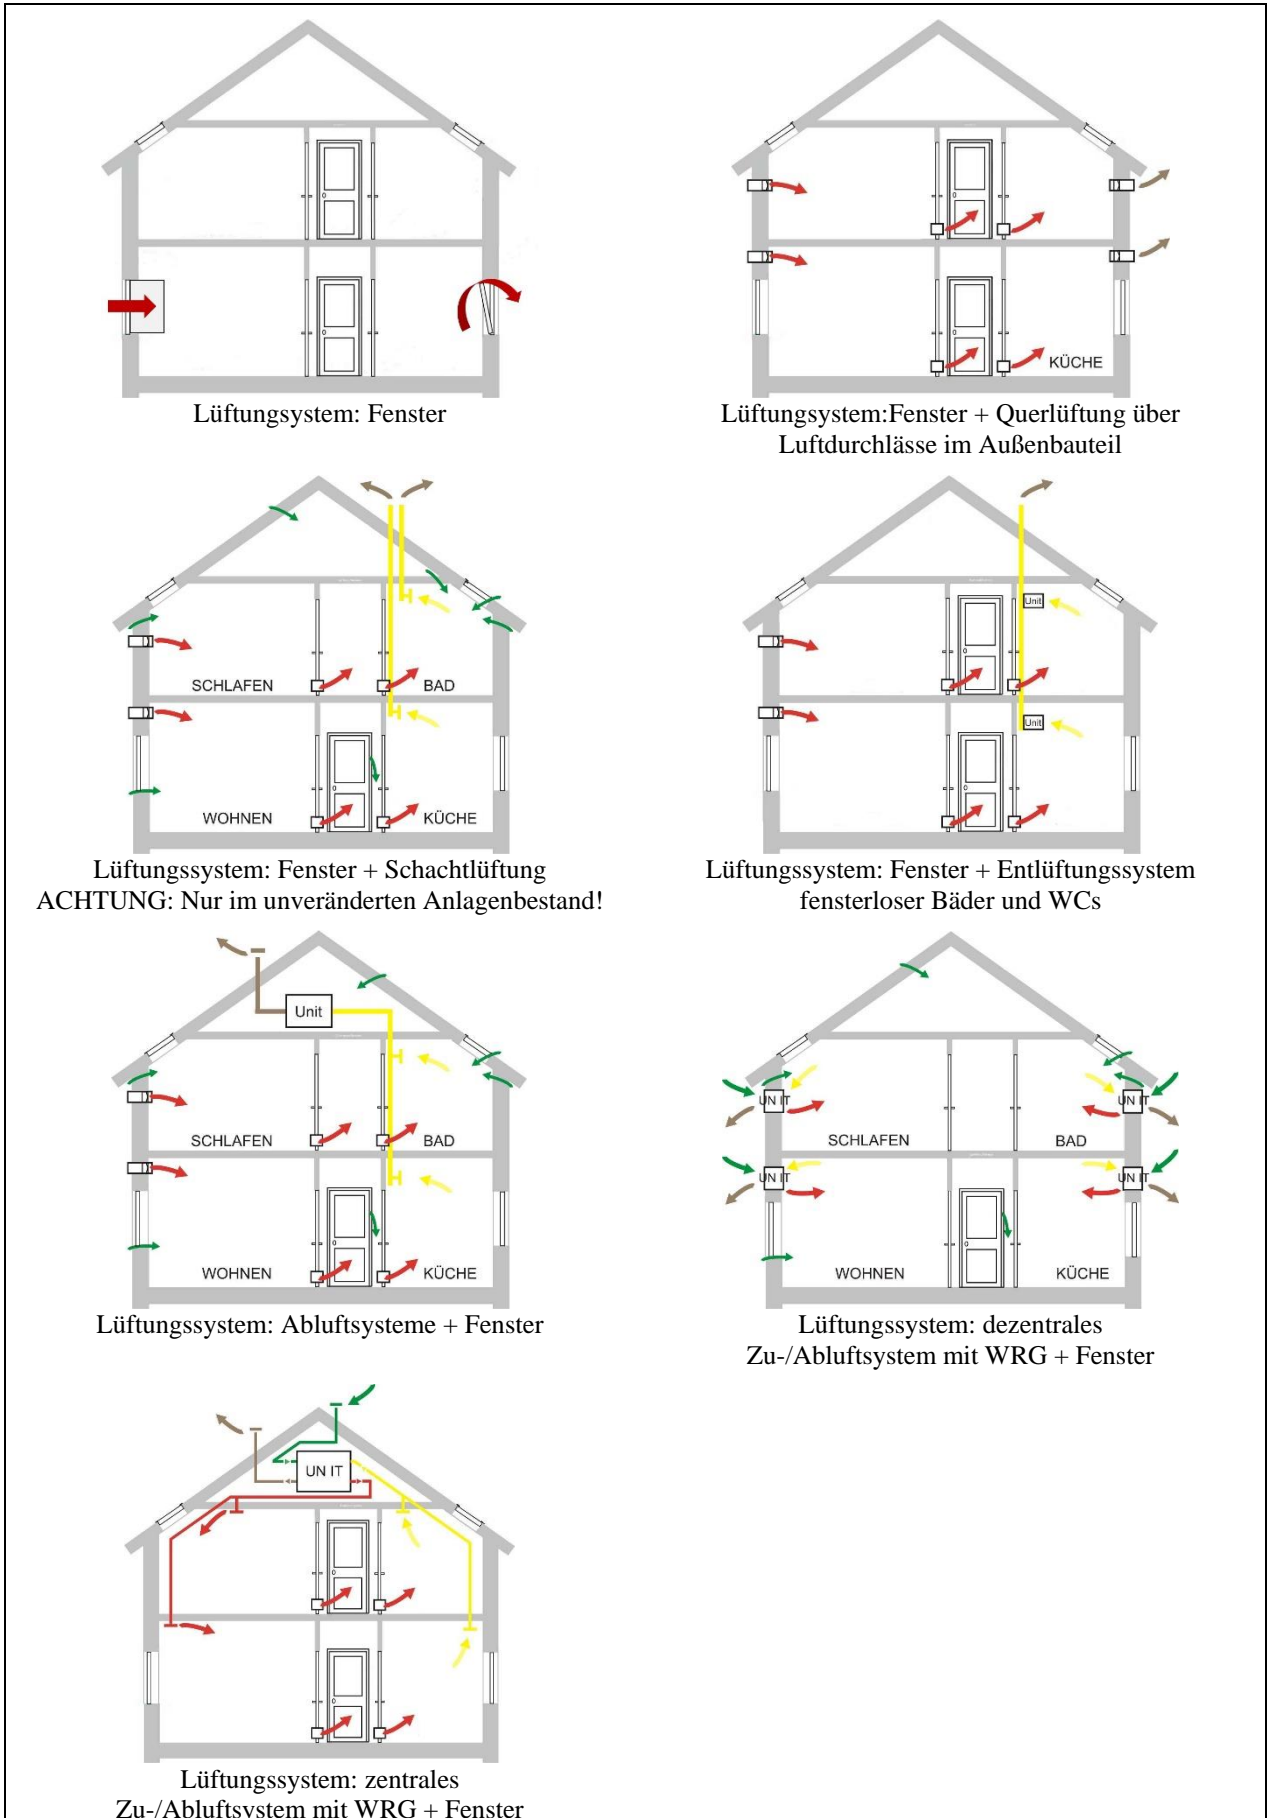 Lüftungsystem: Fenster
KÜCHE
Lüftungsystem:Fenster + Querlüftung über
Luftdurchlässe im Außenbauteil
SCHLAFEN
BAD
WOHNEN
KÜCHE
Lüftungssystem: Fenster + Schachtlüftung
ACHTUNG: Nur im unveränderten Anlagenbestand!
Unit
Unit
Lüftungssystem: Fenster + Entlüftungssystem
fensterloser Bäder und WCs
Unit
SCHLAFEN
BAD
WOHNEN
KÜCHE
Lüftungssystem: Abluftsysteme + Fenster
UN IT
UN IT
SCHLAFEN
BAD
UN IT
UN IT
WOHNEN
KÜCHE
Lüftungssystem: dezentrales
Zu-/Abluftsystem mit WRG + Fenster
UN IT
Lüftungssystem: zentrales
Zu-/Abluftsystem mit WRG + Fenster